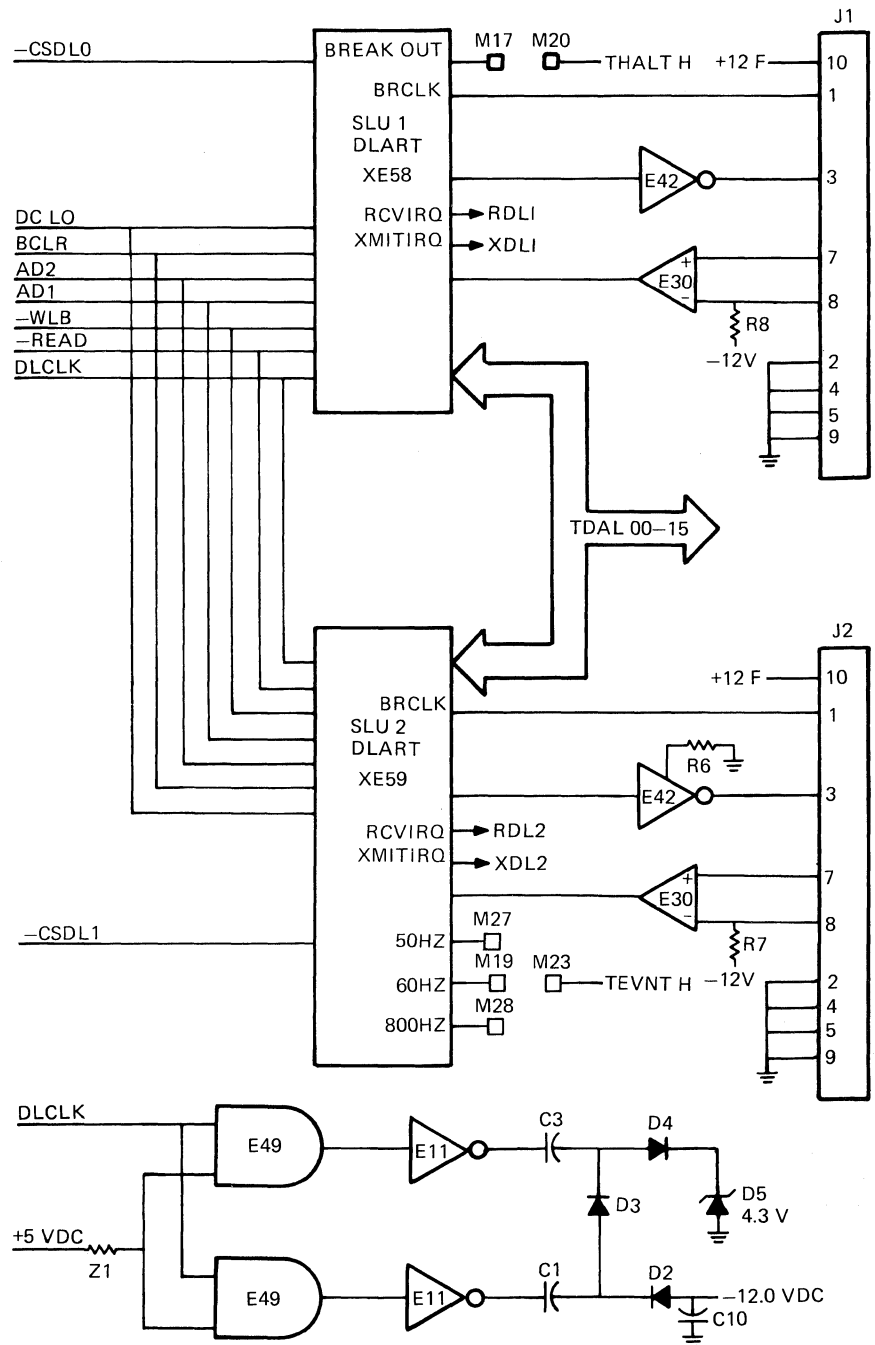 J1
-CSDL0
BREAK OUT
M17
M20
THALT H
+12 F
10
BRCLK
1
SLU 1
DLART
XE58
E42
3
DC LO
RCVIRQ
RDL1
BCLR
XMITIRQ
XDL1
7
AD2
+
E30
AD1
-
8
-WLB
R8
-READ
-12V
2
DLCLK
4
5
9
TDAL 00-15
J2
+12 F
10
BRCLK
1
SLU 2
DLART
R6
XE59
E42
3
RCVIRQ
RDL2
XMITIRQ
XDL2
+
7
E30
-
8
-CSDL1
50HZ
M27
R7
M19
M23
60HZ
TEVNT H
-12V
2
M28
4
800HZ
5
9
DLCLK
E49
E11
C3
D4
D3
D5
4.3 V
+5 VDC
Z1
E49
E11
C1
D2
-12.0 VDC
C10